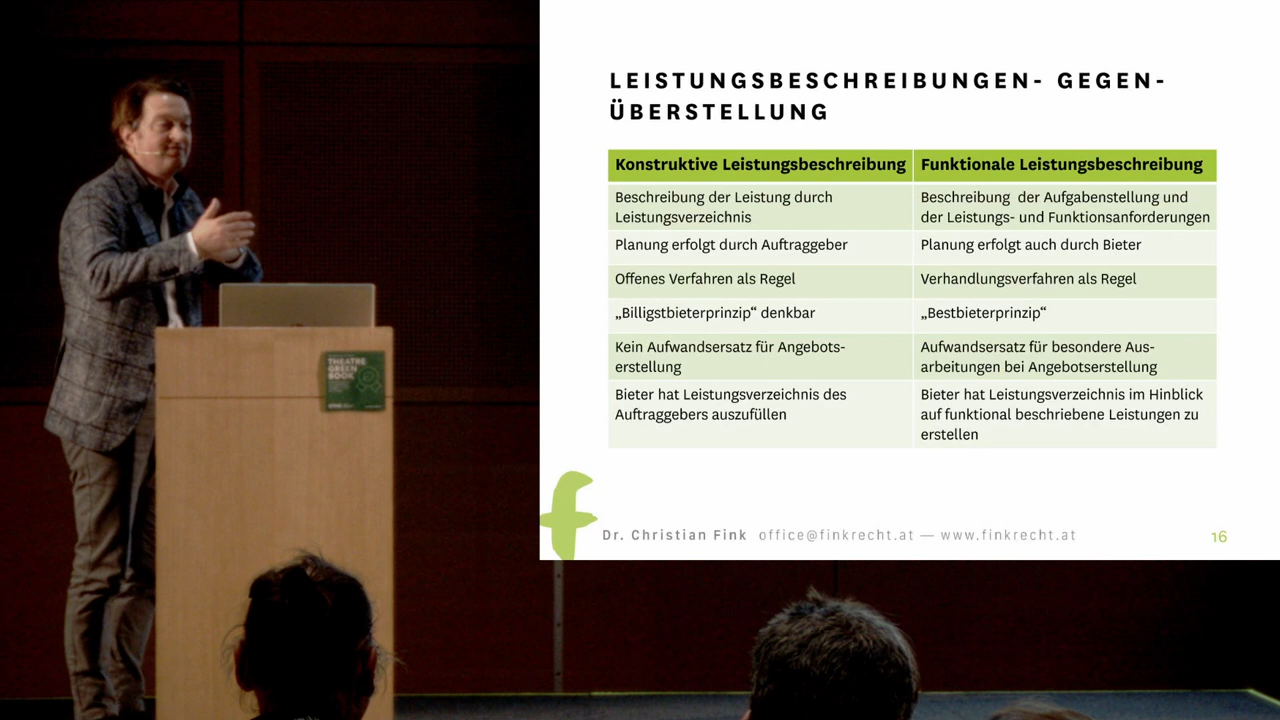 LEISTUNGSBESCHREIBUNGEN- GEGEN-
ÜBERSTELLUNG
Konstruktive Leistungsbeschreibung
Funktionale Leistungsbeschreibung
Beschreibung der Leistung durch
Leistungsverzeichnis
Beschreibung der Aufgabenstellung und
der Leistungs- und Funktionsanforderungen
Planung erfolgt durch Auftraggeber
Planung erfolgt auch durch Bieter
Offenes Verfahren als Regel
Verhandlungsverfahren als Regel
„Billigstbieterprinzip“ denkbar
„Bestbieterprinzip“
Kein Aufwandsersatz für Angebots-
erstellung
Aufwandsersatz für besondere Aus-
arbeitungen bei Angebotserstellung
Bieter hat Leistungsverzeichnis des
Auftraggebers auszufüllen
Bieter hat Leistungsverzeichnis im Hinblick
auf funktional beschriebene Leistungen zu
erstellen
f
Dr. Christian Fink office@finkrecht.at — www.finkrecht.at
16
THEATRE
GREEN
BOOK